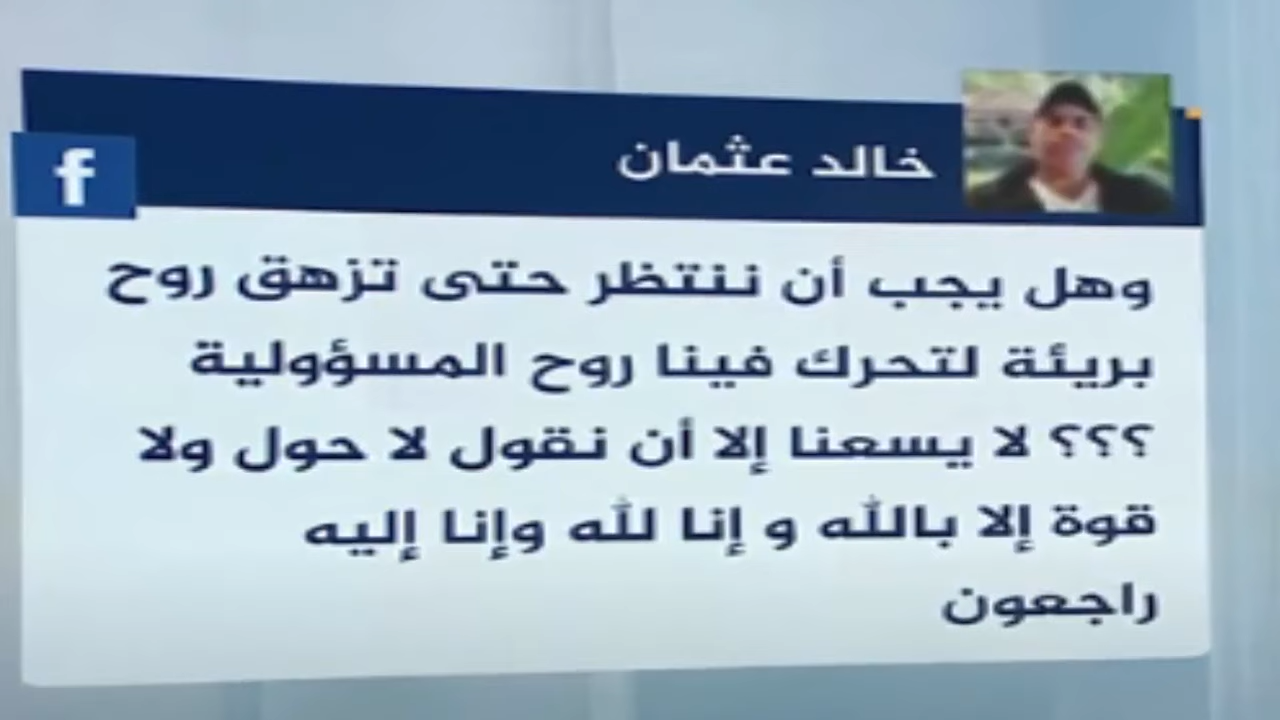 خالد عثمان
وهل يجب أن ننتظر حتى تزهق روح
بريئة لتحرك فينا روح المسؤولية
؟؟؟ لا يسعنا إلا أن نقول لا حول ولا
قوة إلا بالله و إنا لله وإنا إليه
راجعون